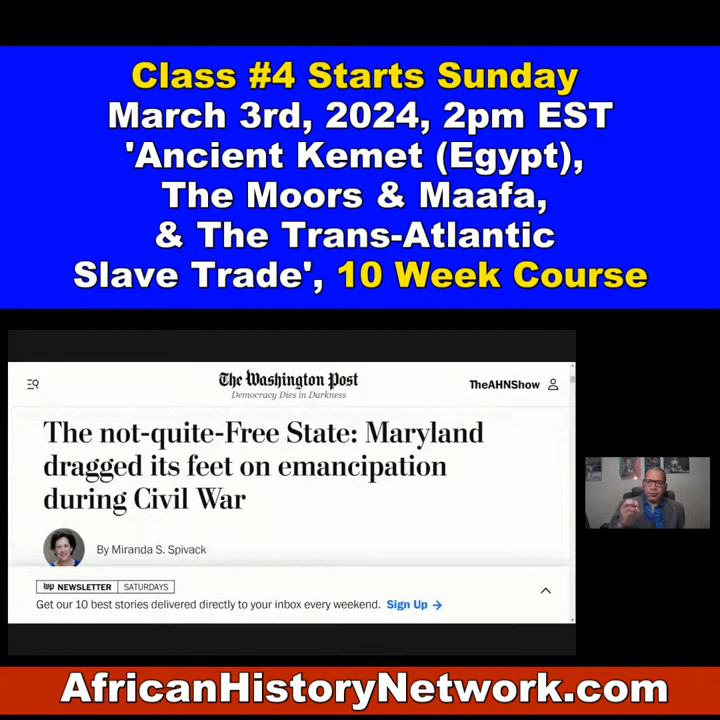 Class #4 Starts Sunday
March 3rd, 2024, 2pm EST
'Ancient Kemet (Egypt),
The Moors & Maafa,
& The Trans-Atlantic
Slave Trade', 10 Week Course
The Washington Post
Democracy Dies in Darkness
TheAHNShow
The not-quite-Free State: Maryland
dragged its feet on emancipation
during Civil War
By Miranda S. Spivack
wp NEWSLETTER SATURDAYS
Get our 10 best stories delivered directly to your inbox every weekend. Sign Up →
AfricanHistoryNetwork.com